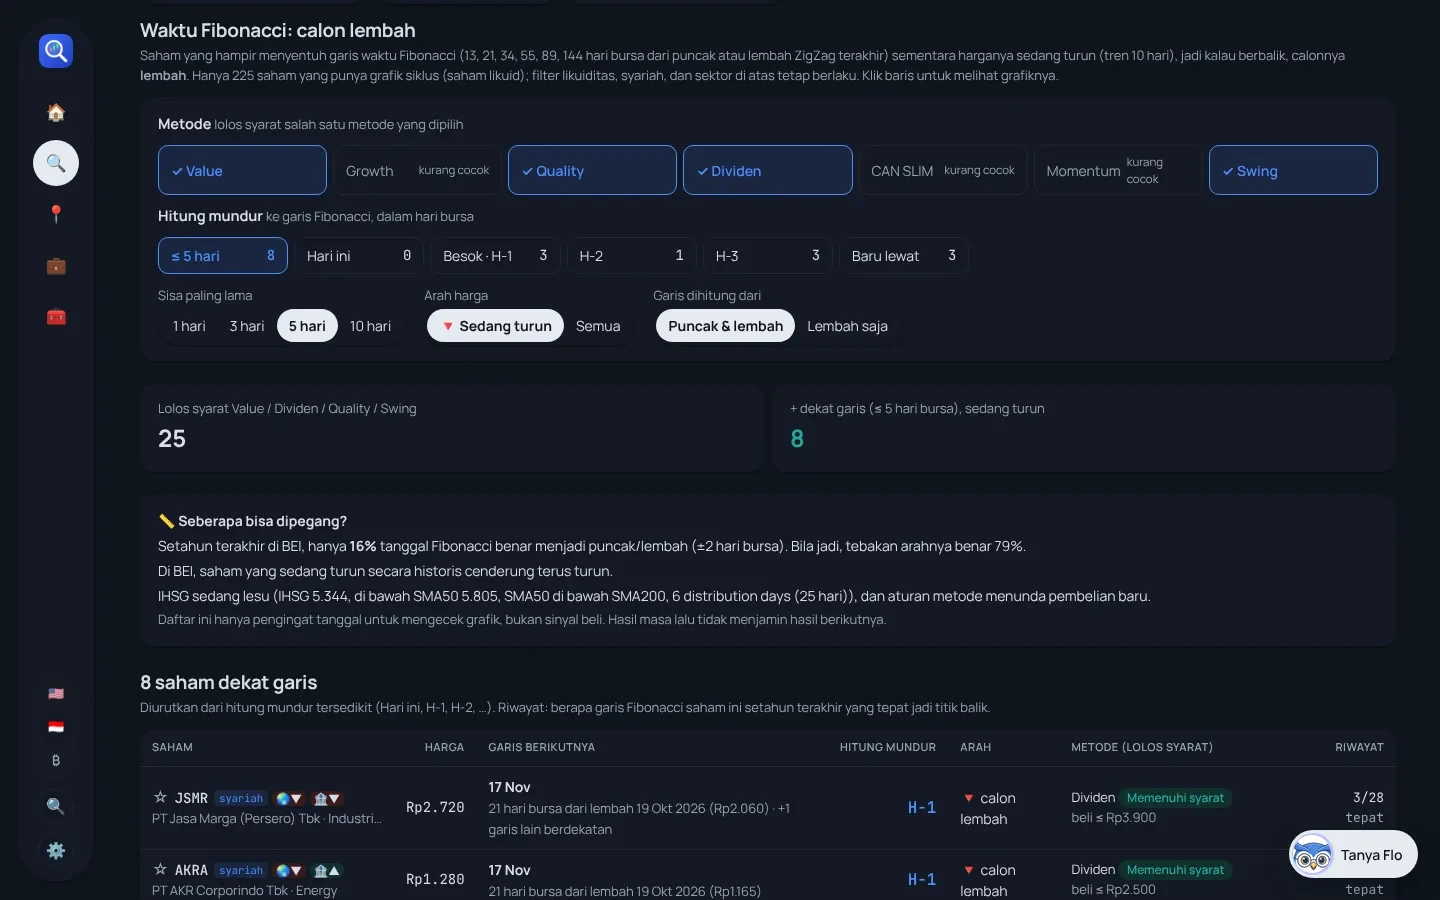 Waktu Fibonacci: calon lembah
Saham yang hampir menyentuh garis waktu Fibonacci (13, 21, 34, 55, 89, 144 hari bursa dari puncak atau lembah ZigZag terakhir) sementara harganya sedang turun (tren 10 hari), jadi kalau berbalik, calonnya
lembah. Hanya 225 saham yang punya grafik siklus (saham likuid); filter likuiditas, syariah, dan sektor di atas tetap berlaku. Klik baris untuk melihat grafiknya.
Metode lolos syarat salah satu metode yang dipilih
✓ Value
Growth kurang cocok
✓ Quality
✓ Dividen
CAN SLIM kurang cocok
Momentum kurang cocok
✓ Swing
Hitung mundur ke garis Fibonacci, dalam hari bursa
≤ 5 hari 8
Hari ini 0
Besok · H-1 3
H-2 1
H-3 3
Baru lewat 3
Sisa paling lama
1 hari 3 hari 5 hari 10 hari
Arah harga
🔻 Sedang turun Semua
Garis dihitung dari
Puncak & lembah Lembah saja
Lolos syarat Value / Dividen / Quality / Swing
25
+ dekat garis (≤ 5 hari bursa), sedang turun
8
📏 Seberapa bisa dipegang?
Setahun terakhir di BEI, hanya 16% tanggal Fibonacci benar menjadi puncak/lembah (±2 hari bursa). Bila jadi, tebakan arahnya benar 79%.
Di BEI, saham yang sedang turun secara historis cenderung terus turun.
IHSG sedang lesu (IHSG 5.344, di bawah SMA50 5.805, SMA50 di bawah SMA200, 6 distribution days (25 hari)), dan aturan metode menunda pembelian baru.
Daftar ini hanya pengingat tanggal untuk mengecek grafik, bukan sinyal beli. Hasil masa lalu tidak menjamin hasil berikutnya.
8 saham dekat garis
Diurutkan dari hitung mundur tersedikit (Hari ini, H-1, H-2, …). Riwayat: berapa garis Fibonacci saham ini setahun terakhir yang tepat jadi titik balik.
SAHAM HARGA GARIS BERIKUTNYA HITUNG MUNDUR ARAH METODE (LOLOS SYARAT) RIWAYAT
☆ JSMR syariah 🌏▼ 🏦▼
PT Jasa Marga (Persero) Tbk · Industri…
Rp2.720
17 Nov
21 hari bursa dari lembah 19 Okt 2026 (Rp2.060) · +1
garis lain berdekatan
H-1
🔻 calon
lembah
Dividen Memenuhi syarat
beli ≤ Rp3.900
3/28
tepat
☆ AKRA syariah 🌏▼ 🏦▲
PT AKR Corporindo Tbk · Energy
Rp1.280
17 Nov
21 hari bursa dari lembah 19 Okt 2026 (Rp1.165)
H-1
🔻 calon
lembah
Dividen Memenuhi syarat
beli ≤ Rp2.500
tepat
Tanya Flo